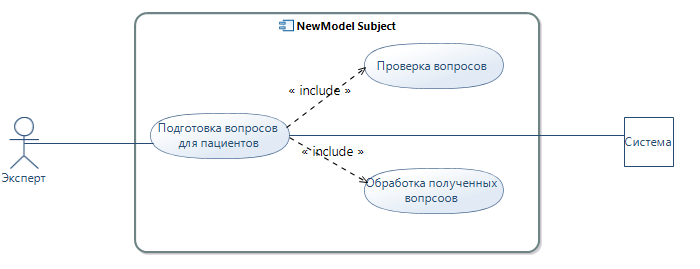 NewModel Subject
Проверка вопросов
« include »
Подготовка вопросов
для пациентов
Система
« include »
Эксперт
Обработка полученных
вопрсоов